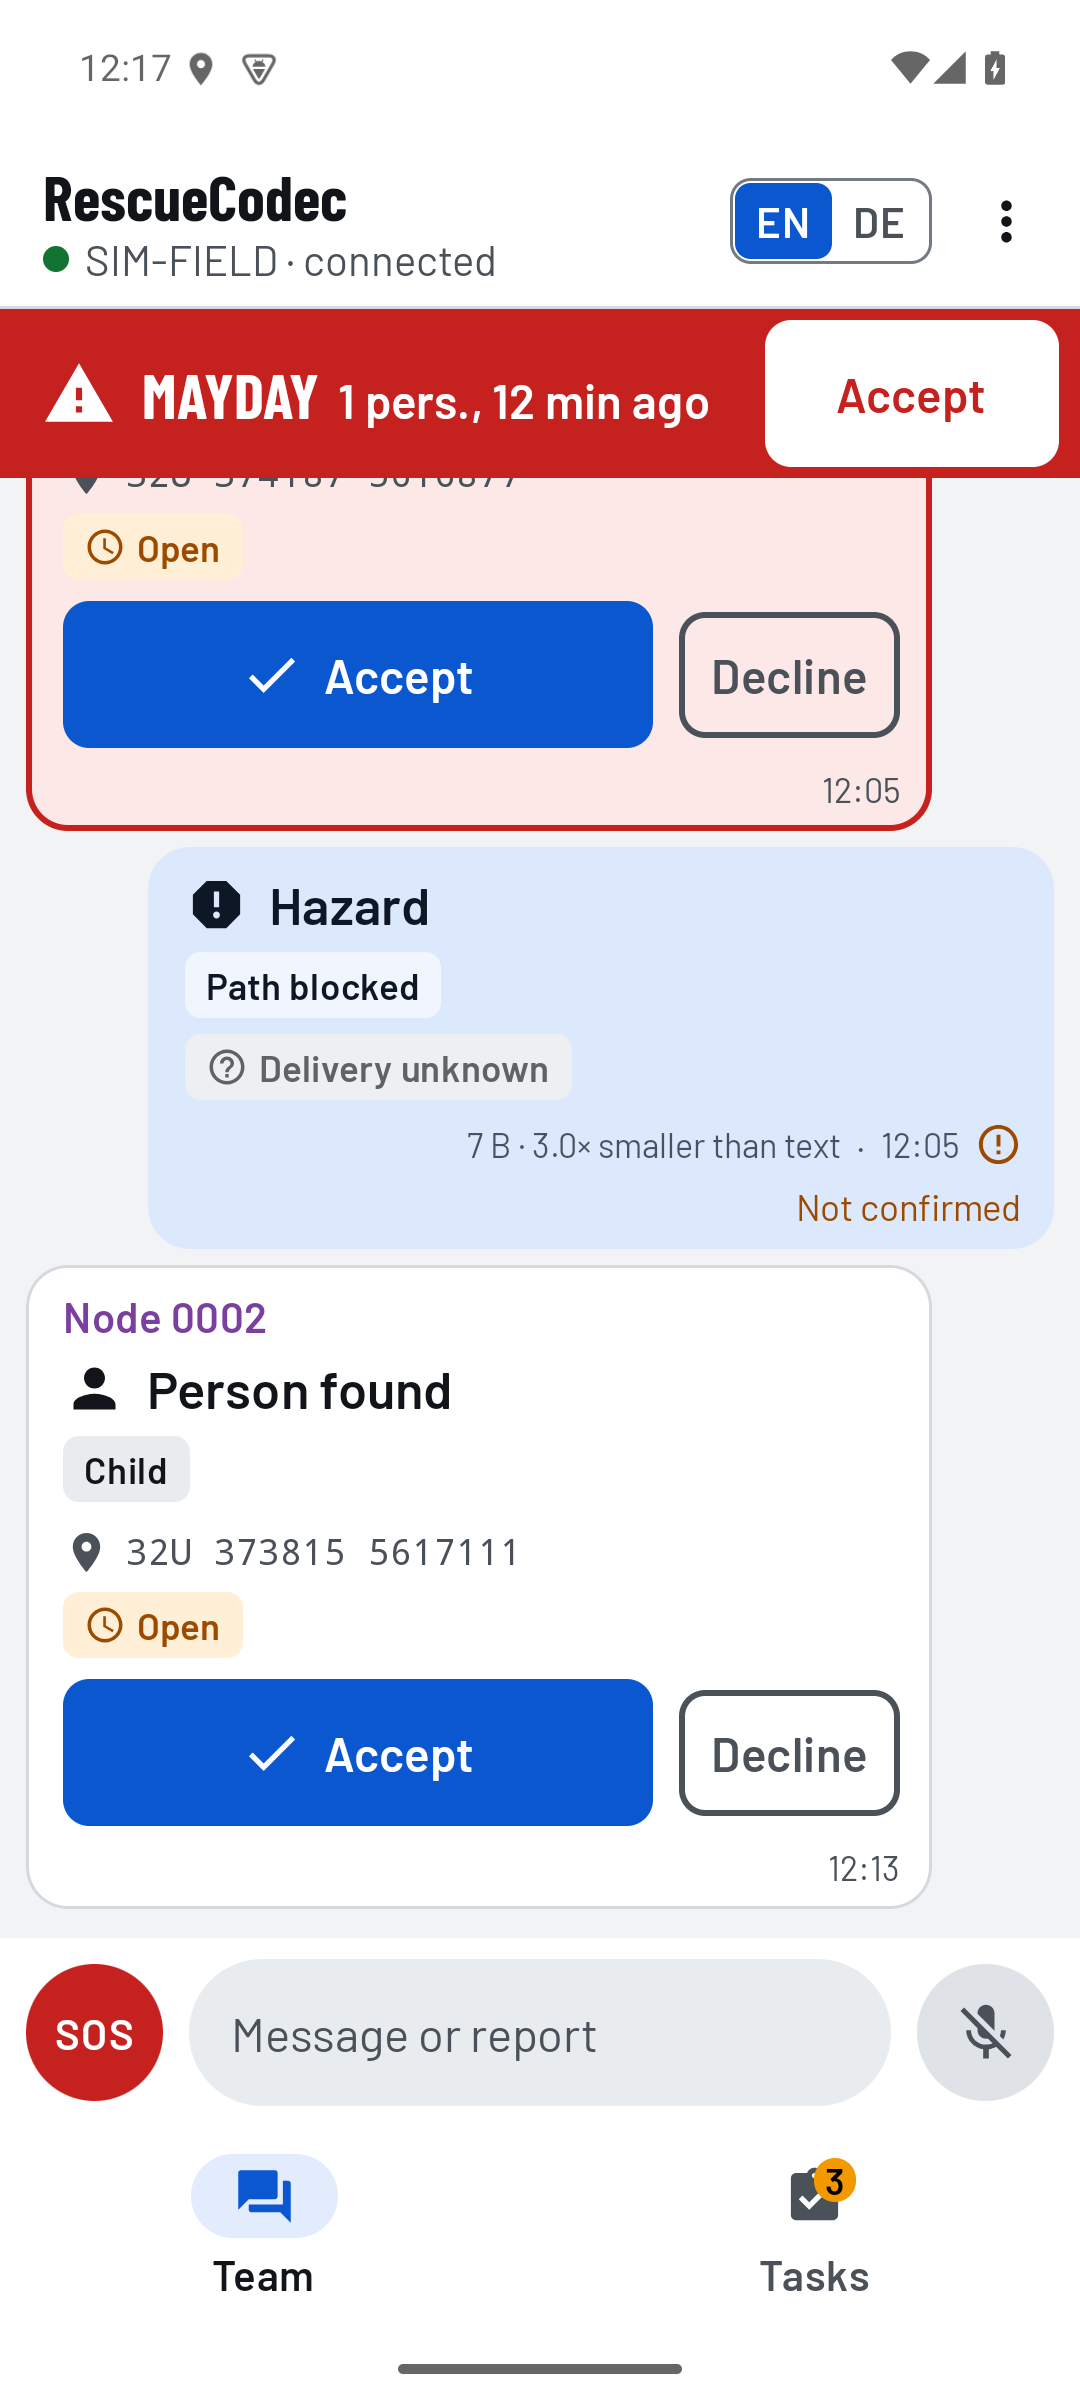 12:17
RescueCodec
EN DE
SIM-FIELD · connected
MAYDAY 1 pers., 12 min ago
Accept
Open
Accept
Decline
12:05
Hazard
Path blocked
Delivery unknown
7 B · 3.0× smaller than text · 12:05
Not confirmed
Node 0002
Person found
Child
32U 373815 5617111
Open
Accept
Decline
12:13
SOS
Message or report
3
Team
Tasks